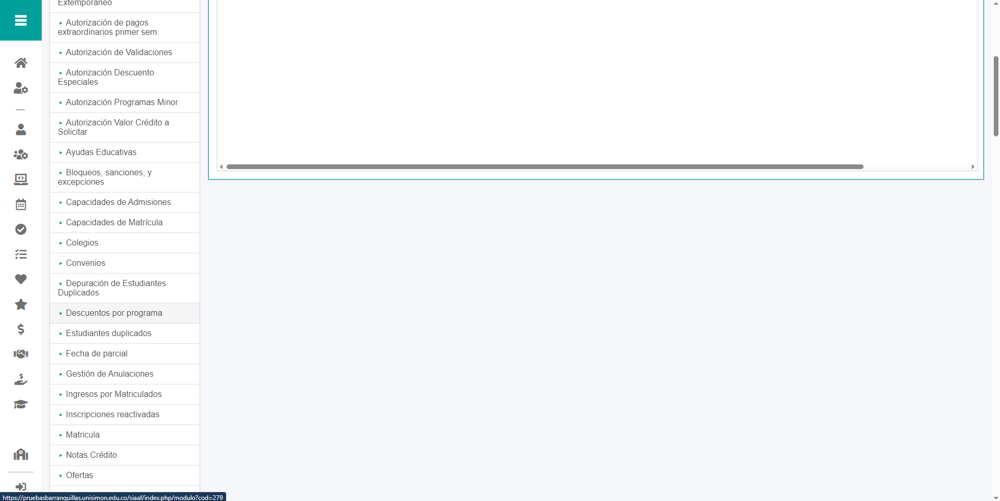 Extemporáneo
Autorización de pagos
extraordinarios primer sem.
Autorización de Validaciones
Autorización Descuento
Especiales
Autorización Programas Minor
Autorización Valor Crédito a
Solicitar
Ayudas Educativas
Bloqueos, sanciones, y
excepciones
Capacidades de Admisiones
Capacidades de Matrícula
Colegios
Convenios
Depuración de Estudiantes
Duplicados
Descuentos por programa
Estudiantes duplicados
Fecha de parcial
Gestión de Anulaciones
Ingresos por Matriculados
Inscripciones reactivadas
Matricula
Notas Crédito
Ofertas
https://pruebasbarranquillas.unisimon.edu.co/siaaf/index.php/modulo?cod=279